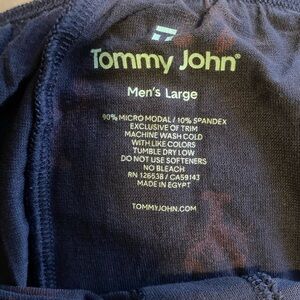 Tommy John®
Men's Large
90% MICRO MODAL / 10% SPANDEX
EXCLUSIVE OF TRIM
MACHINE WASH COLD
WITH LIKE COLORS
TUMBLE DRY LOW
DO NOT USE SOFTENERS
NO BLEACH
RN 126538 / CA59143
MADE IN EGYPT
TOMMYJOHN.COM